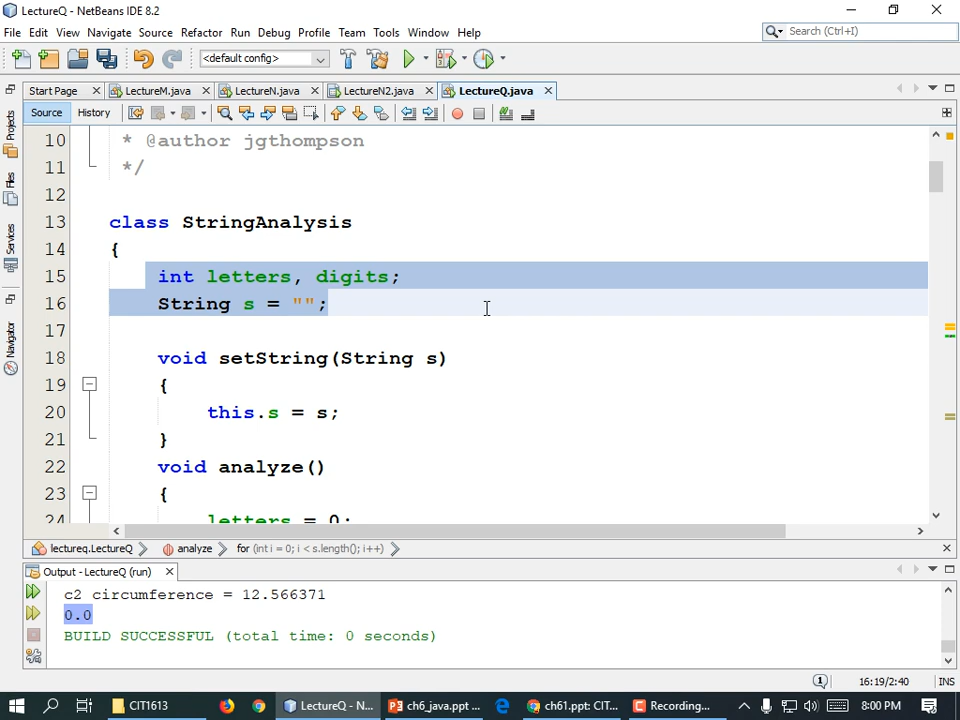 LectureQ - NetBeans IDE 8.2
File Edit View Navigate Source Refactor Run Debug Profile Team Tools Window Help
<default config>
Search (Ctrl+I)
Start Page
LectureM.java
LectureN.java
LectureN2.java
LectureQ.java
Source
History
Projects
Files
Services
Navigator
10 * @author jgthompson
11 */
12
13 class StringAnalysis
14 {
15 int letters, digits;
16 String s = "";
17
18 void setString(String s)
19 {
20 this.s = s;
21 }
22 void analyze()
23 {
24 letters = 0;
lectureq.LectureQ
analyze
for (int i = 0; i < s.length(); i++)
Output - LectureQ (run)
c2 circumference = 12.566371
0.0
BUILD SUCCESSFUL (total time: 0 seconds)
16:19/2:40
INS
CIT1613
LectureQ - N...
ch6_java.ppt ...
ch61.ppt: CIT...
Recording...
8:00 PM